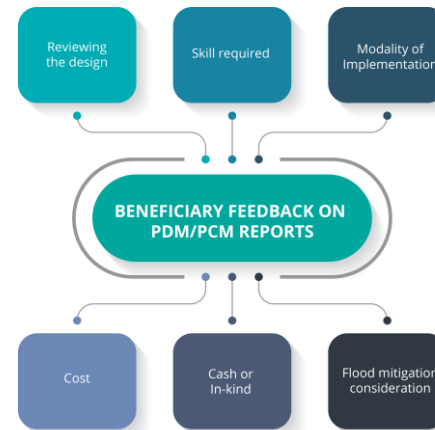 Reviewing
the design
Skill required
Modality of
Implementation
BENEFICIARY FEEDBACK ON
PDM/PCM REPORTS
Cost
Cash or
In-kind
Flood mitigation
consideration